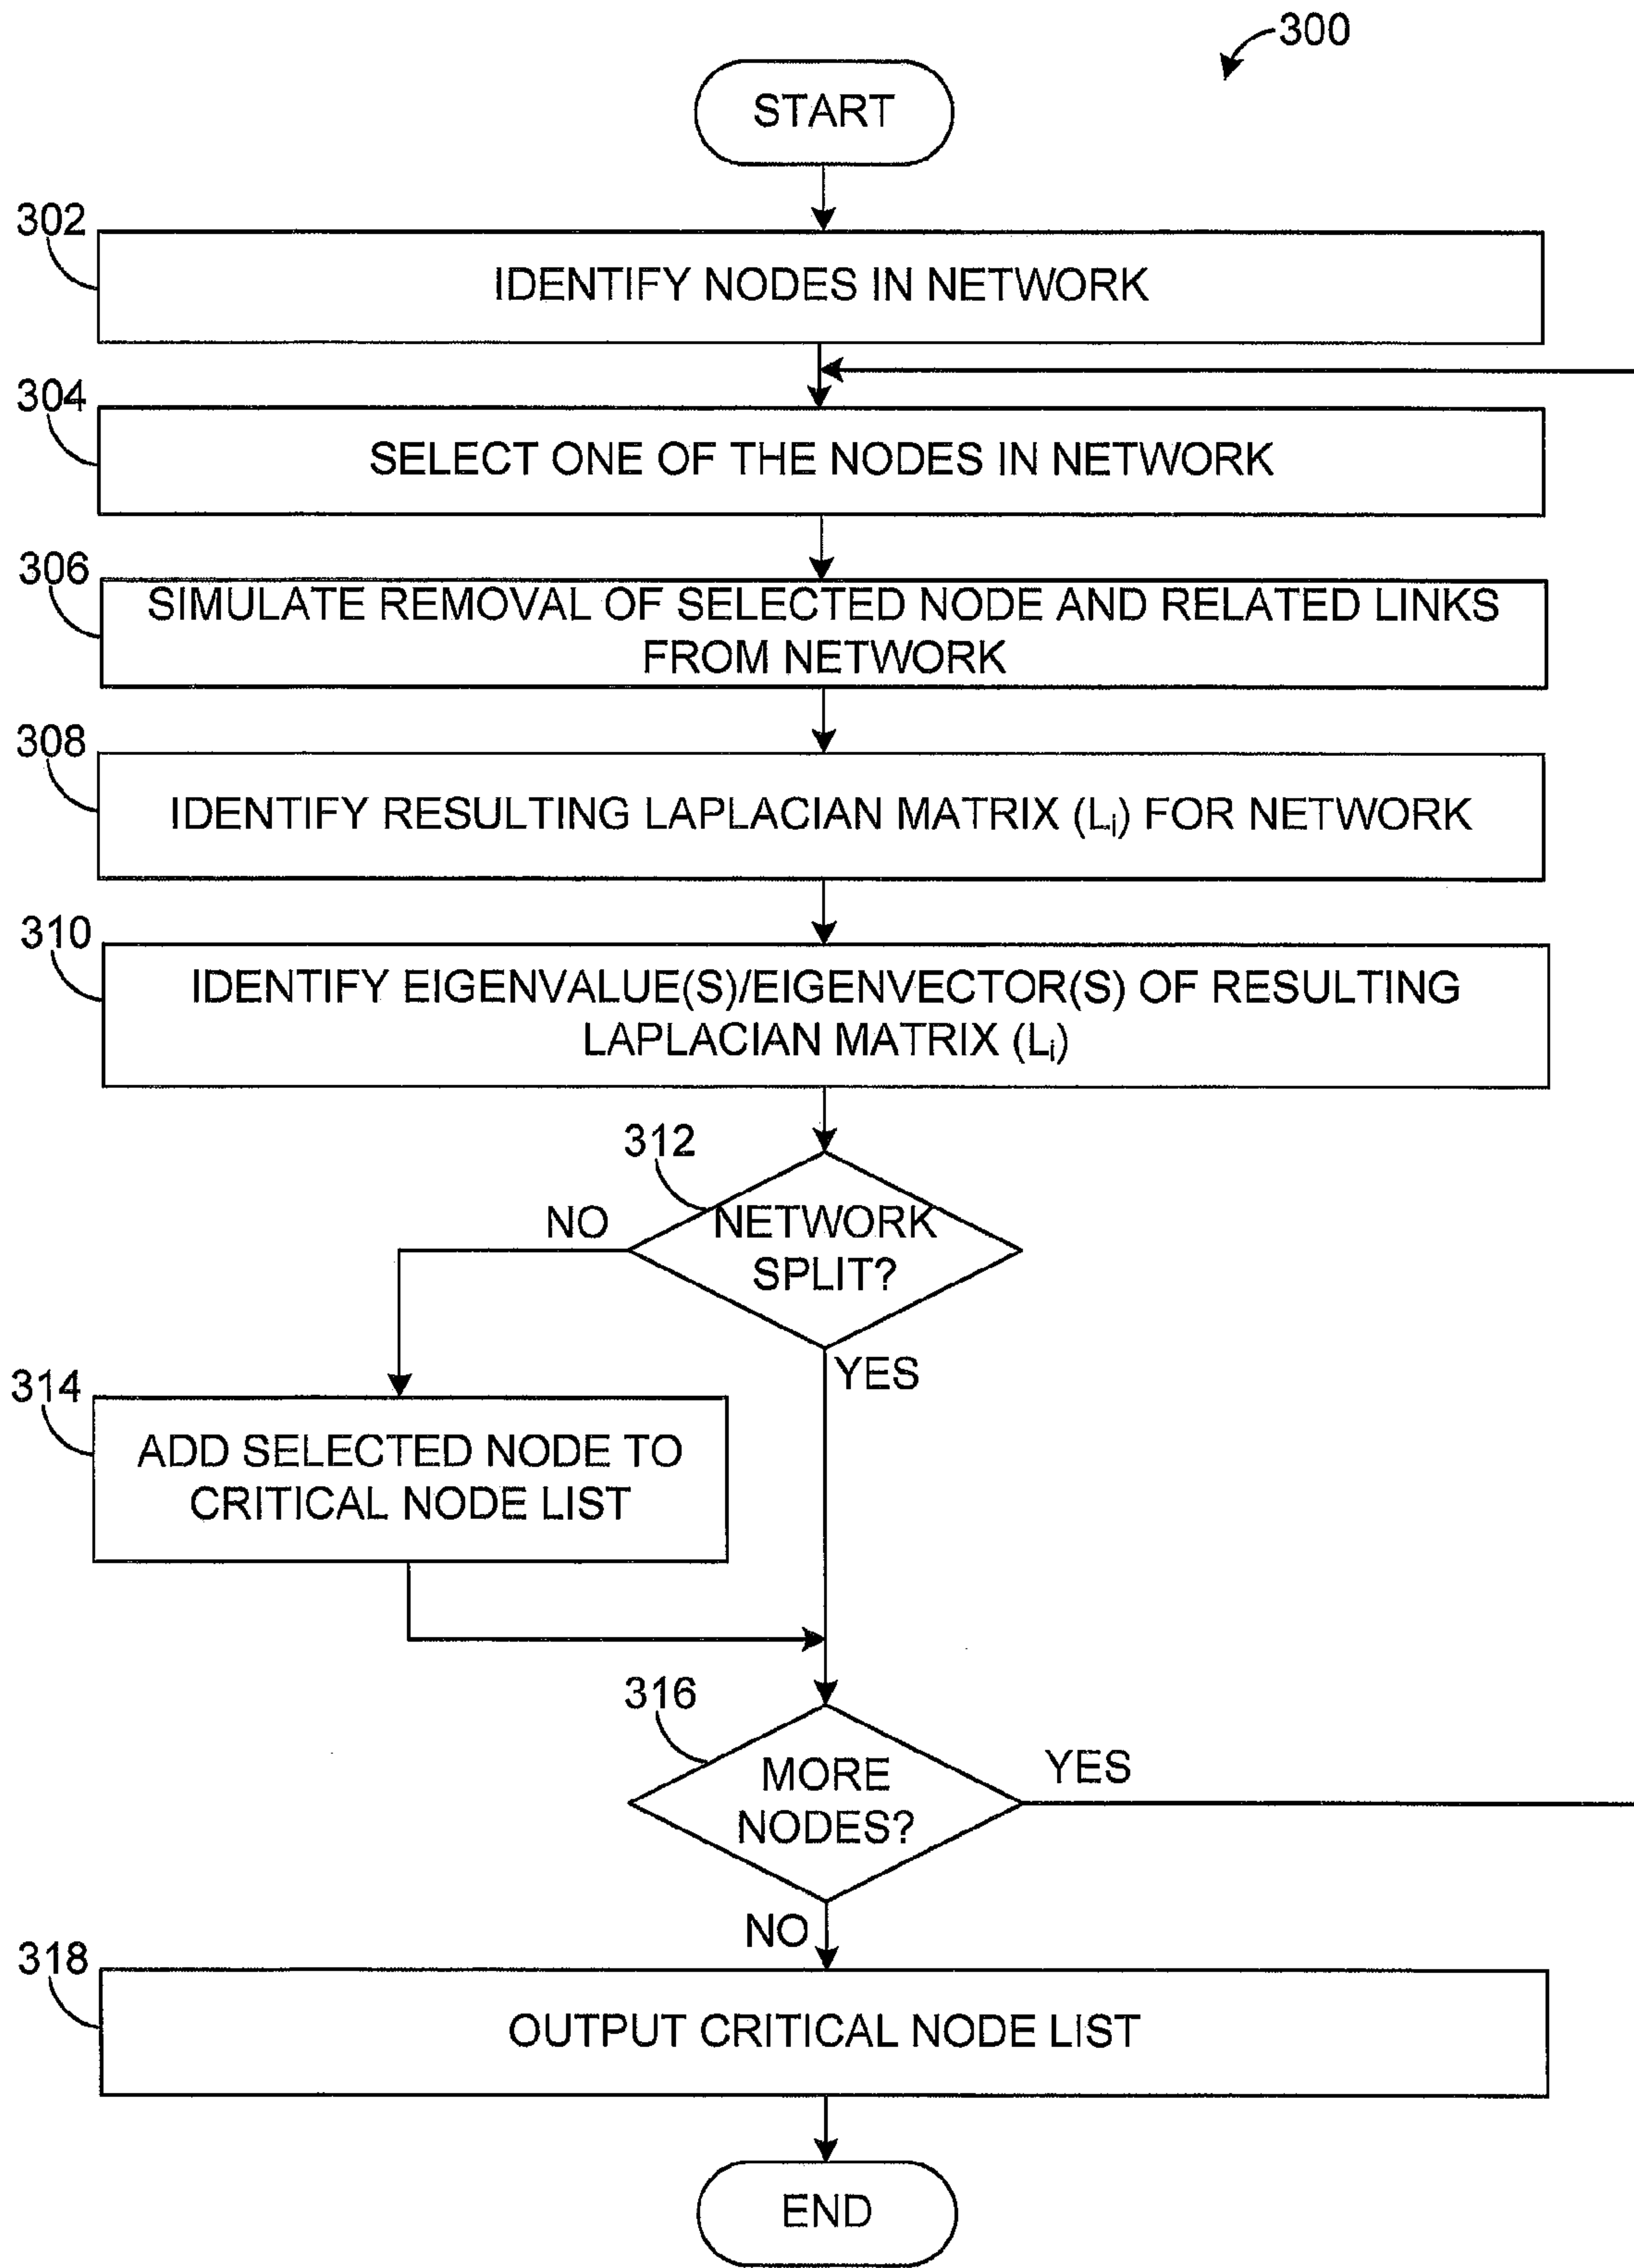 300
START
302
IDENTIFY NODES IN NETWORK
304
SELECT ONE OF THE NODES IN NETWORK
306
SIMULATE REMOVAL OF SELECTED NODE AND RELATED LINKS
FROM NETWORK
308
IDENTIFY RESULTING LAPLACIAN MATRIX (Li) FOR NETWORK
310
IDENTIFY EIGENVALUE(S)/EIGENVECTOR(S) OF RESULTING
LAPLACIAN MATRIX (Li)
312
NETWORK
SPLIT?
NO
YES
314
ADD SELECTED NODE TO
CRITICAL NODE LIST
316
MORE
NODES?
YES
NO
318
OUTPUT CRITICAL NODE LIST
END